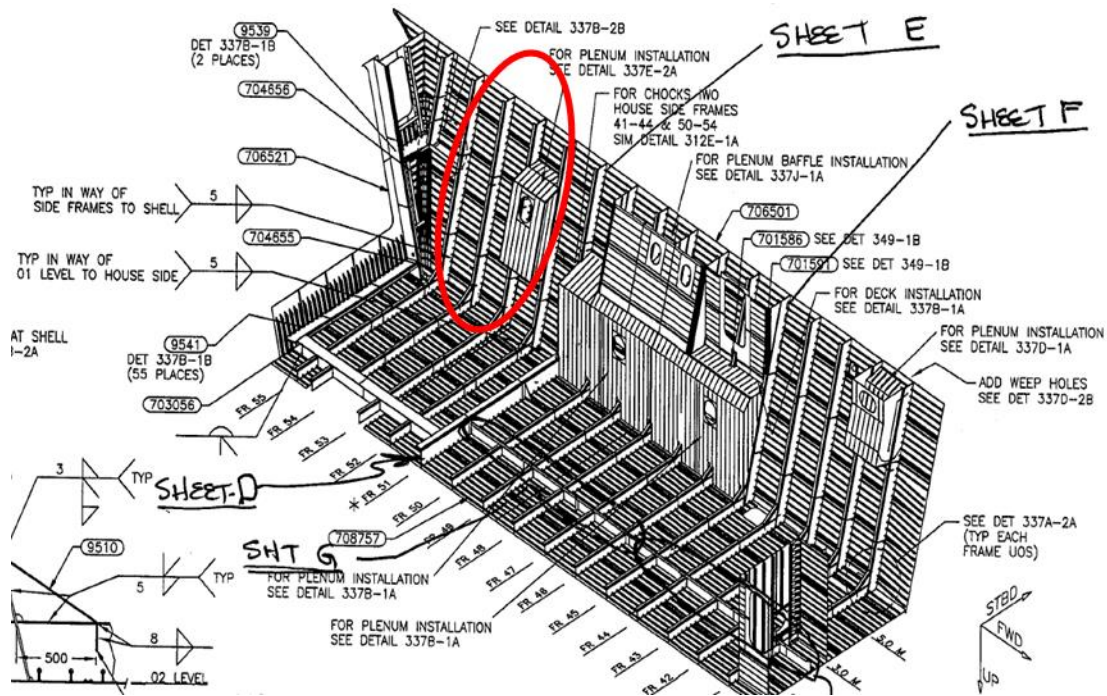 9539
DET 337B-1B
(2 PLACES)
SEE DETAIL 337B-2B
SHEET E
FOR PLENUM INSTALLATION
SEE DETAIL 337E-2A
704656
FOR CHOCKS IWO
HOUSE SIDE FRAMES
41-44 & 50-54
SIM DETAIL 312E-1A
SHEET F
706521
FOR PLENUM BAFFLE INSTALLATION
SEE DETAIL 337J-1A
TYP IN WAY OF
SIDE FRAMES TO SHELL
5
706501
704655
701586 SEE DET 349-1B
TYP IN WAY OF
01 LEVEL TO HOUSE SIDE
5
701591 SEE DET 349-1B
FOR DECK INSTALLATION
SEE DETAIL 337B-1A
AT SHELL
-2A
9541
DET 337B-1B
(55 PLACES)
FOR PLENUM INSTALLATION
SEE DETAIL 337D-1A
ADD WEEP HOLES
SEE DET 337D-2B
703056
FR 55
FR 54
FR 53
FR 52
* FR 51
FR 50
FR 49
FR 48
FR 47
FR 46
FR 45
FR 44
FR 43
FR 42
3
TYP
SHEET-D
SHT G
708757
FOR PLENUM INSTALLATION
SEE DETAIL 337B-1A
FOR PLENUM INSTALLATION
SEE DETAIL 337B-1A
SEE DET 337A-2A
(TYP EACH
FRAME UOS)
9510
5
TYP
8
500
02 LEVEL
5.0 M
3.0 M
STBD
FWD
UP